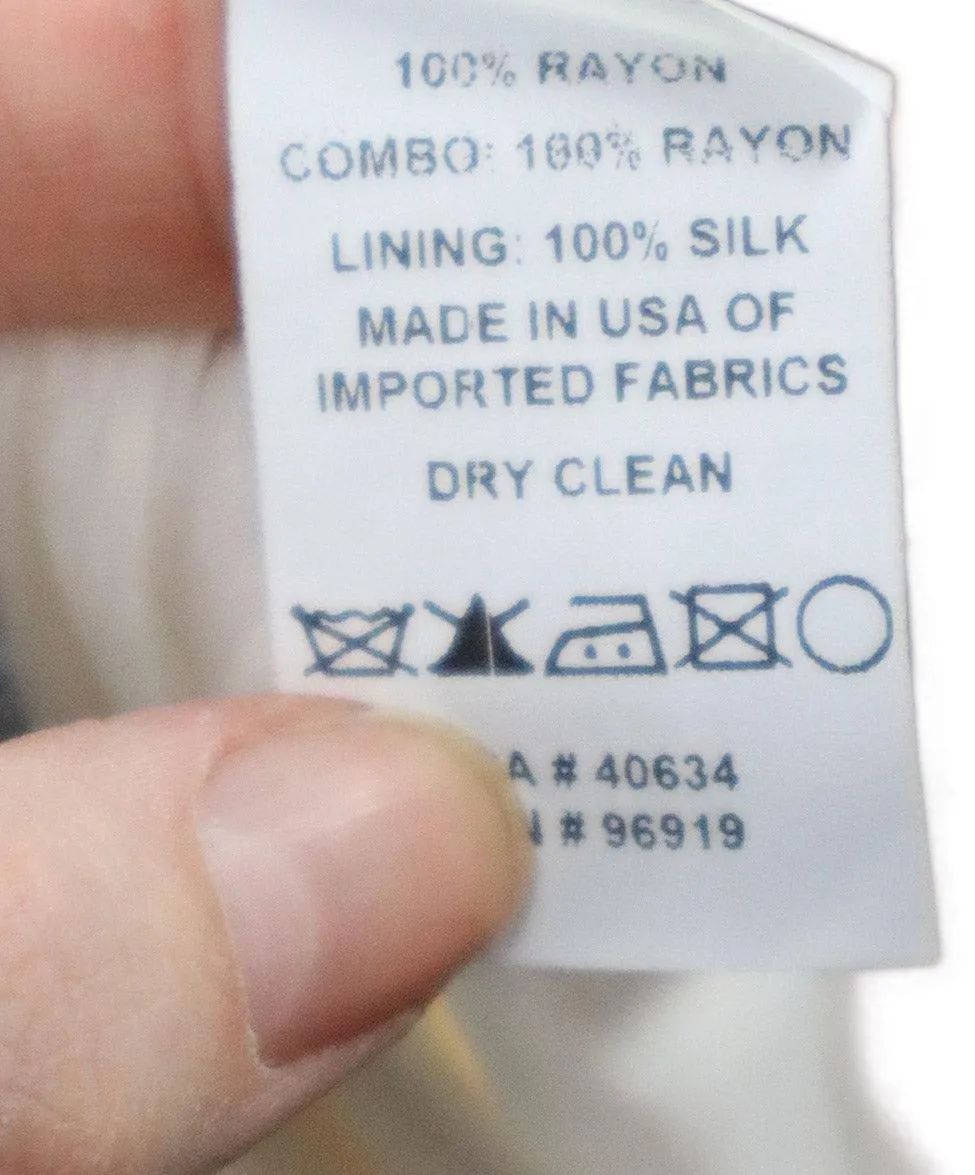 100% RAYON
COMBO: 100% RAYON
LINING: 100% SILK
MADE IN USA OF
IMPORTED FABRICS
DRY CLEAN
A # 40634
N # 96919